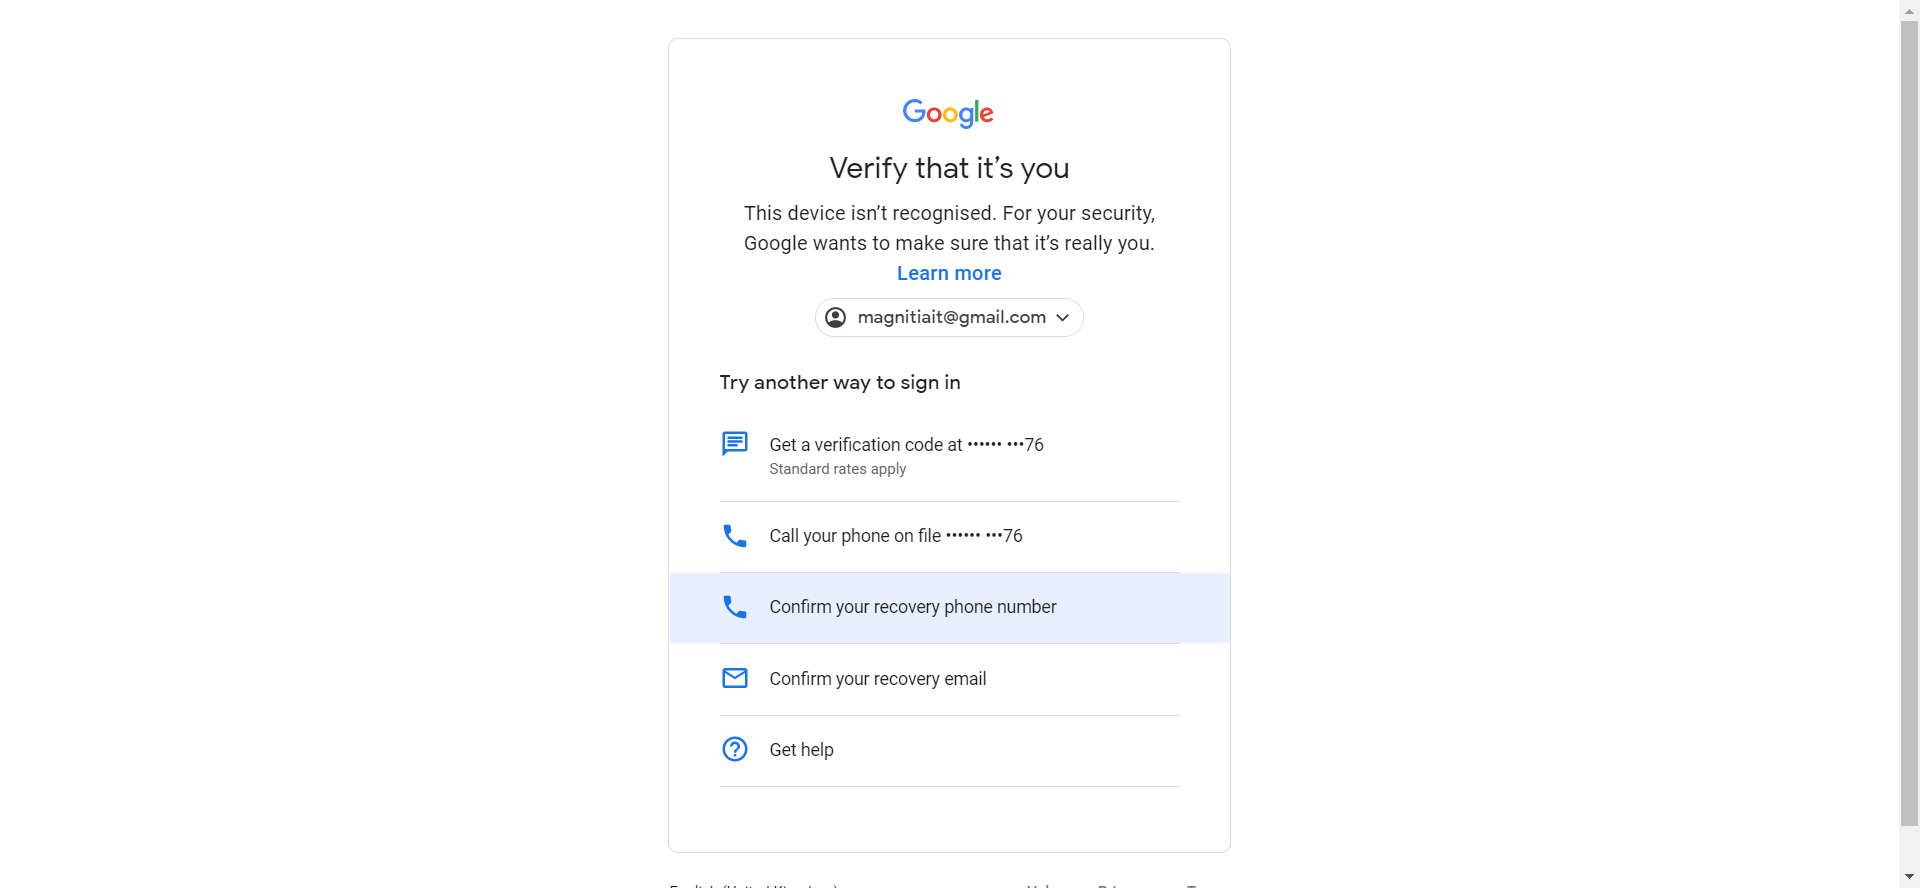 Google
Verify that it’s you
This device isn’t recognised. For your security,
Google wants to make sure that it’s really you.
Learn more
magnitiait@gmail.com
Try another way to sign in
Get a verification code at •••••• •••76
Standard rates apply
Call your phone on file •••••• •••76
Confirm your recovery phone number
Confirm your recovery email
Get help